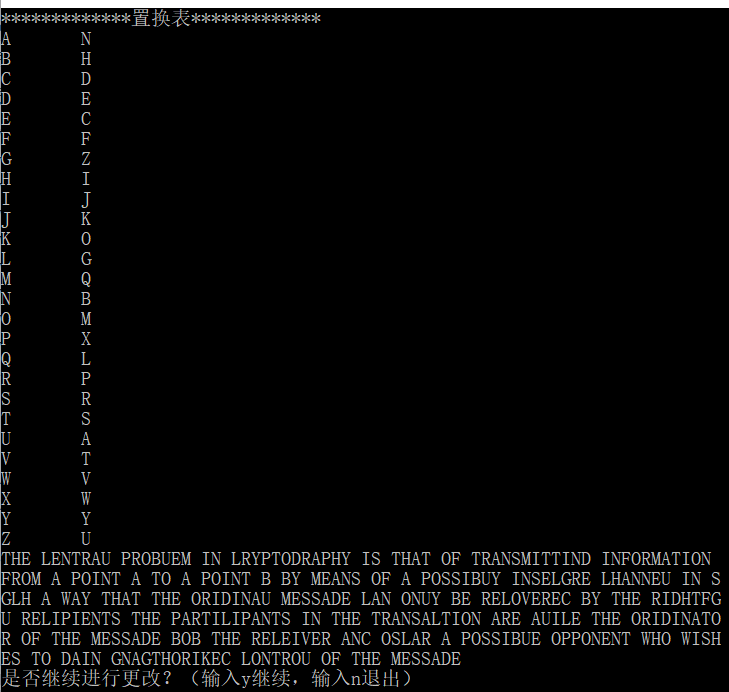 *************置换表*************
A N
B H
C D
D E
E C
F F
G Z
H I
I J
J K
K O
L G
M Q
N B
O M
P X
Q L
R P
S R
T S
U A
V T
W V
X W
Y Y
Z U
THE LENTRAU PROBUEM IN LRYPTODRAPHY IS THAT OF TRANSMITTIND INFORMATION
FROM A POINT A TO A POINT B BY MEANS OF A POSSIBUY INSELGRE LHANNEU IN S
GLH A WAY THAT THE ORIDINAU MESSADE LAN ONUY BE RELOVEREC BY THE RIDHTFG
U RELIPIENTS THE PARTILIPANTS IN THE TRANSALTION ARE AUILE THE ORIDINATO
R OF THE MESSADE BOB THE RELEIVER ANC OSLAR A POSSIBUE OPPONENT WHO WISH
ES TO DAIN GNAGTHORIKEC LONTROU OF THE MESSADE
是否继续进行更改？（输入y继续，输入n退出）